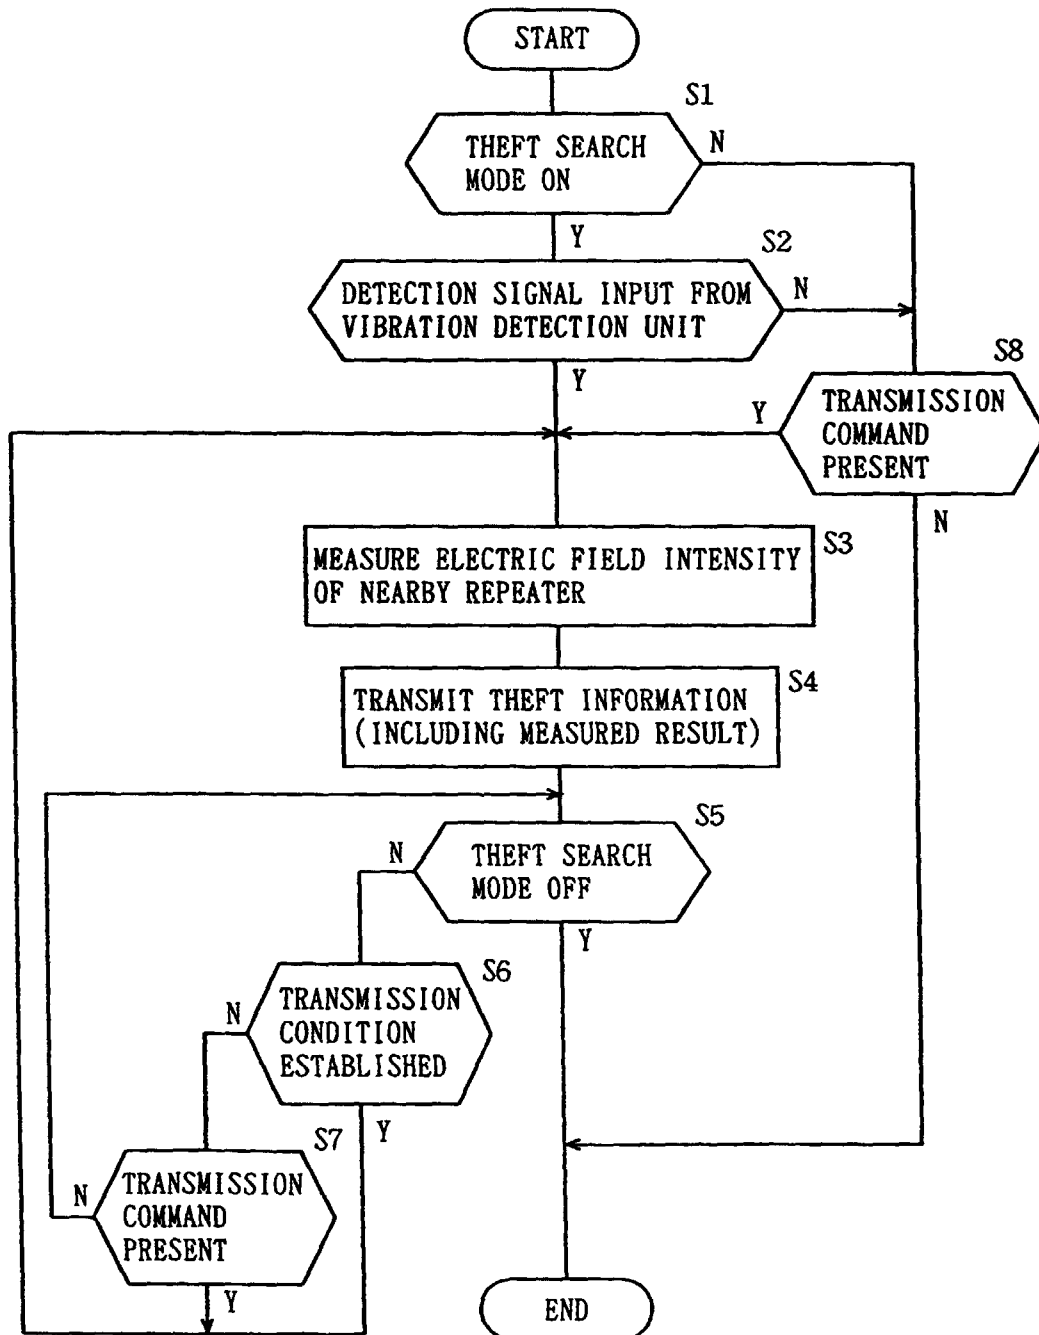 START
S1
THEFT SEARCH
MODE ON
N
Y
S2
DETECTION SIGNAL INPUT FROM
VIBRATION DETECTION UNIT
N
Y
S8
TRANSMISSION
COMMAND
PRESENT
Y
N
S3
MEASURE ELECTRIC FIELD INTENSITY
OF NEARBY REPEATER
S4
TRANSMIT THEFT INFORMATION
(INCLUDING MEASURED RESULT)
S5
THEFT SEARCH
MODE OFF
N
Y
S6
TRANSMISSION
CONDITION
ESTABLISHED
N
Y
S7
TRANSMISSION
COMMAND
PRESENT
N
Y
END